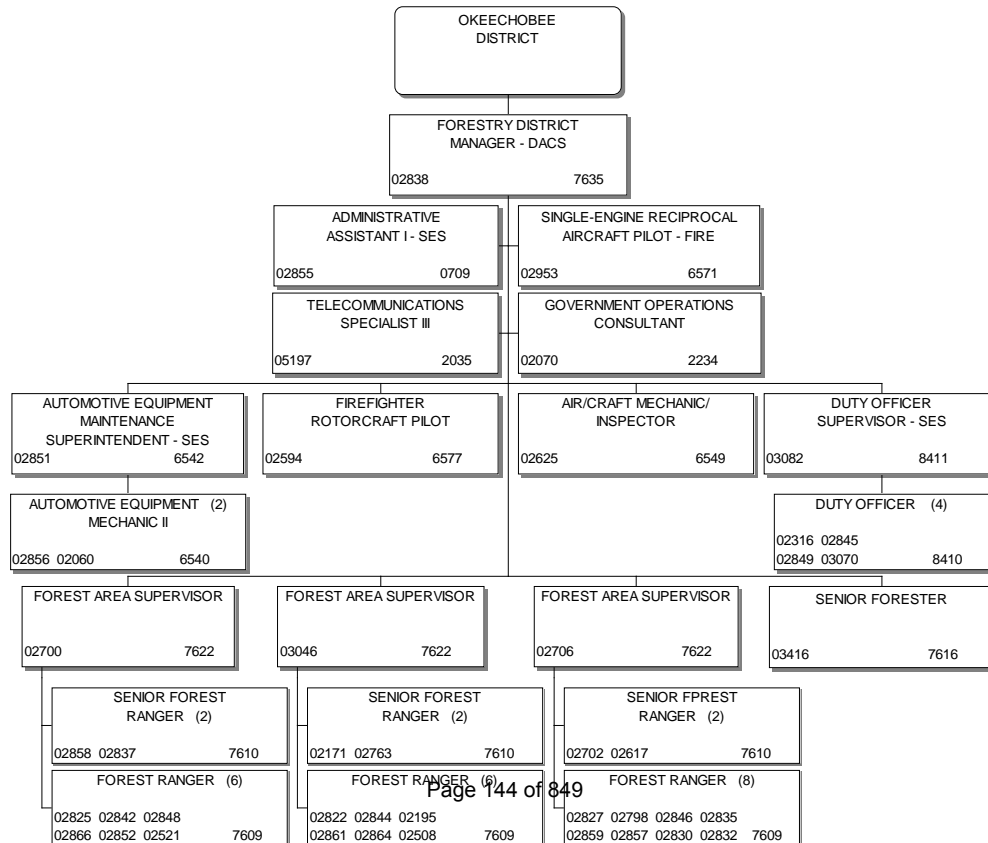 OKEECHOBEE
DISTRICT
FORESTRY DISTRICT
MANAGER - DACS
02838 7635
ADMINISTRATIVE
ASSISTANT I - SES
02855 0709
SINGLE-ENGINE RECIPROCAL
AIRCRAFT PILOT - FIRE
02953 6571
TELECOMMUNICATIONS
SPECIALIST III
05197 2035
GOVERNMENT OPERATIONS
CONSULTANT
02070 2234
AUTOMOTIVE EQUIPMENT
MAINTENANCE
SUPERINTENDENT - SES
02851 6542
FIREFIGHTER
ROTORCRAFT PILOT
02594 6577
AIR/CRAFT MECHANIC/
INSPECTOR
02625 6549
DUTY OFFICER
SUPERVISOR - SES
03082 8411
AUTOMOTIVE EQUIPMENT (2)
MECHANIC II
02856 02060 6540
DUTY OFFICER (4)
02316 02845
02849 03070 8410
FOREST AREA SUPERVISOR
02700 7622
FOREST AREA SUPERVISOR
03046 7622
FOREST AREA SUPERVISOR
02706 7622
SENIOR FORESTER
03416 7616
SENIOR FOREST
RANGER (2)
02858 02837 7610
SENIOR FOREST
RANGER (2)
02171 02763 7610
SENIOR FPREST
RANGER (2)
02702 02617 7610
FOREST RANGER (6)
02825 02842 02848
02866 02852 02521 7609
FOREST RANGER (6)
02822 02844 02195
02861 02864 02508 7609
FOREST RANGER (8)
02827 02798 02846 02835
02859 02857 02830 02832 7609
Page 144 of 849